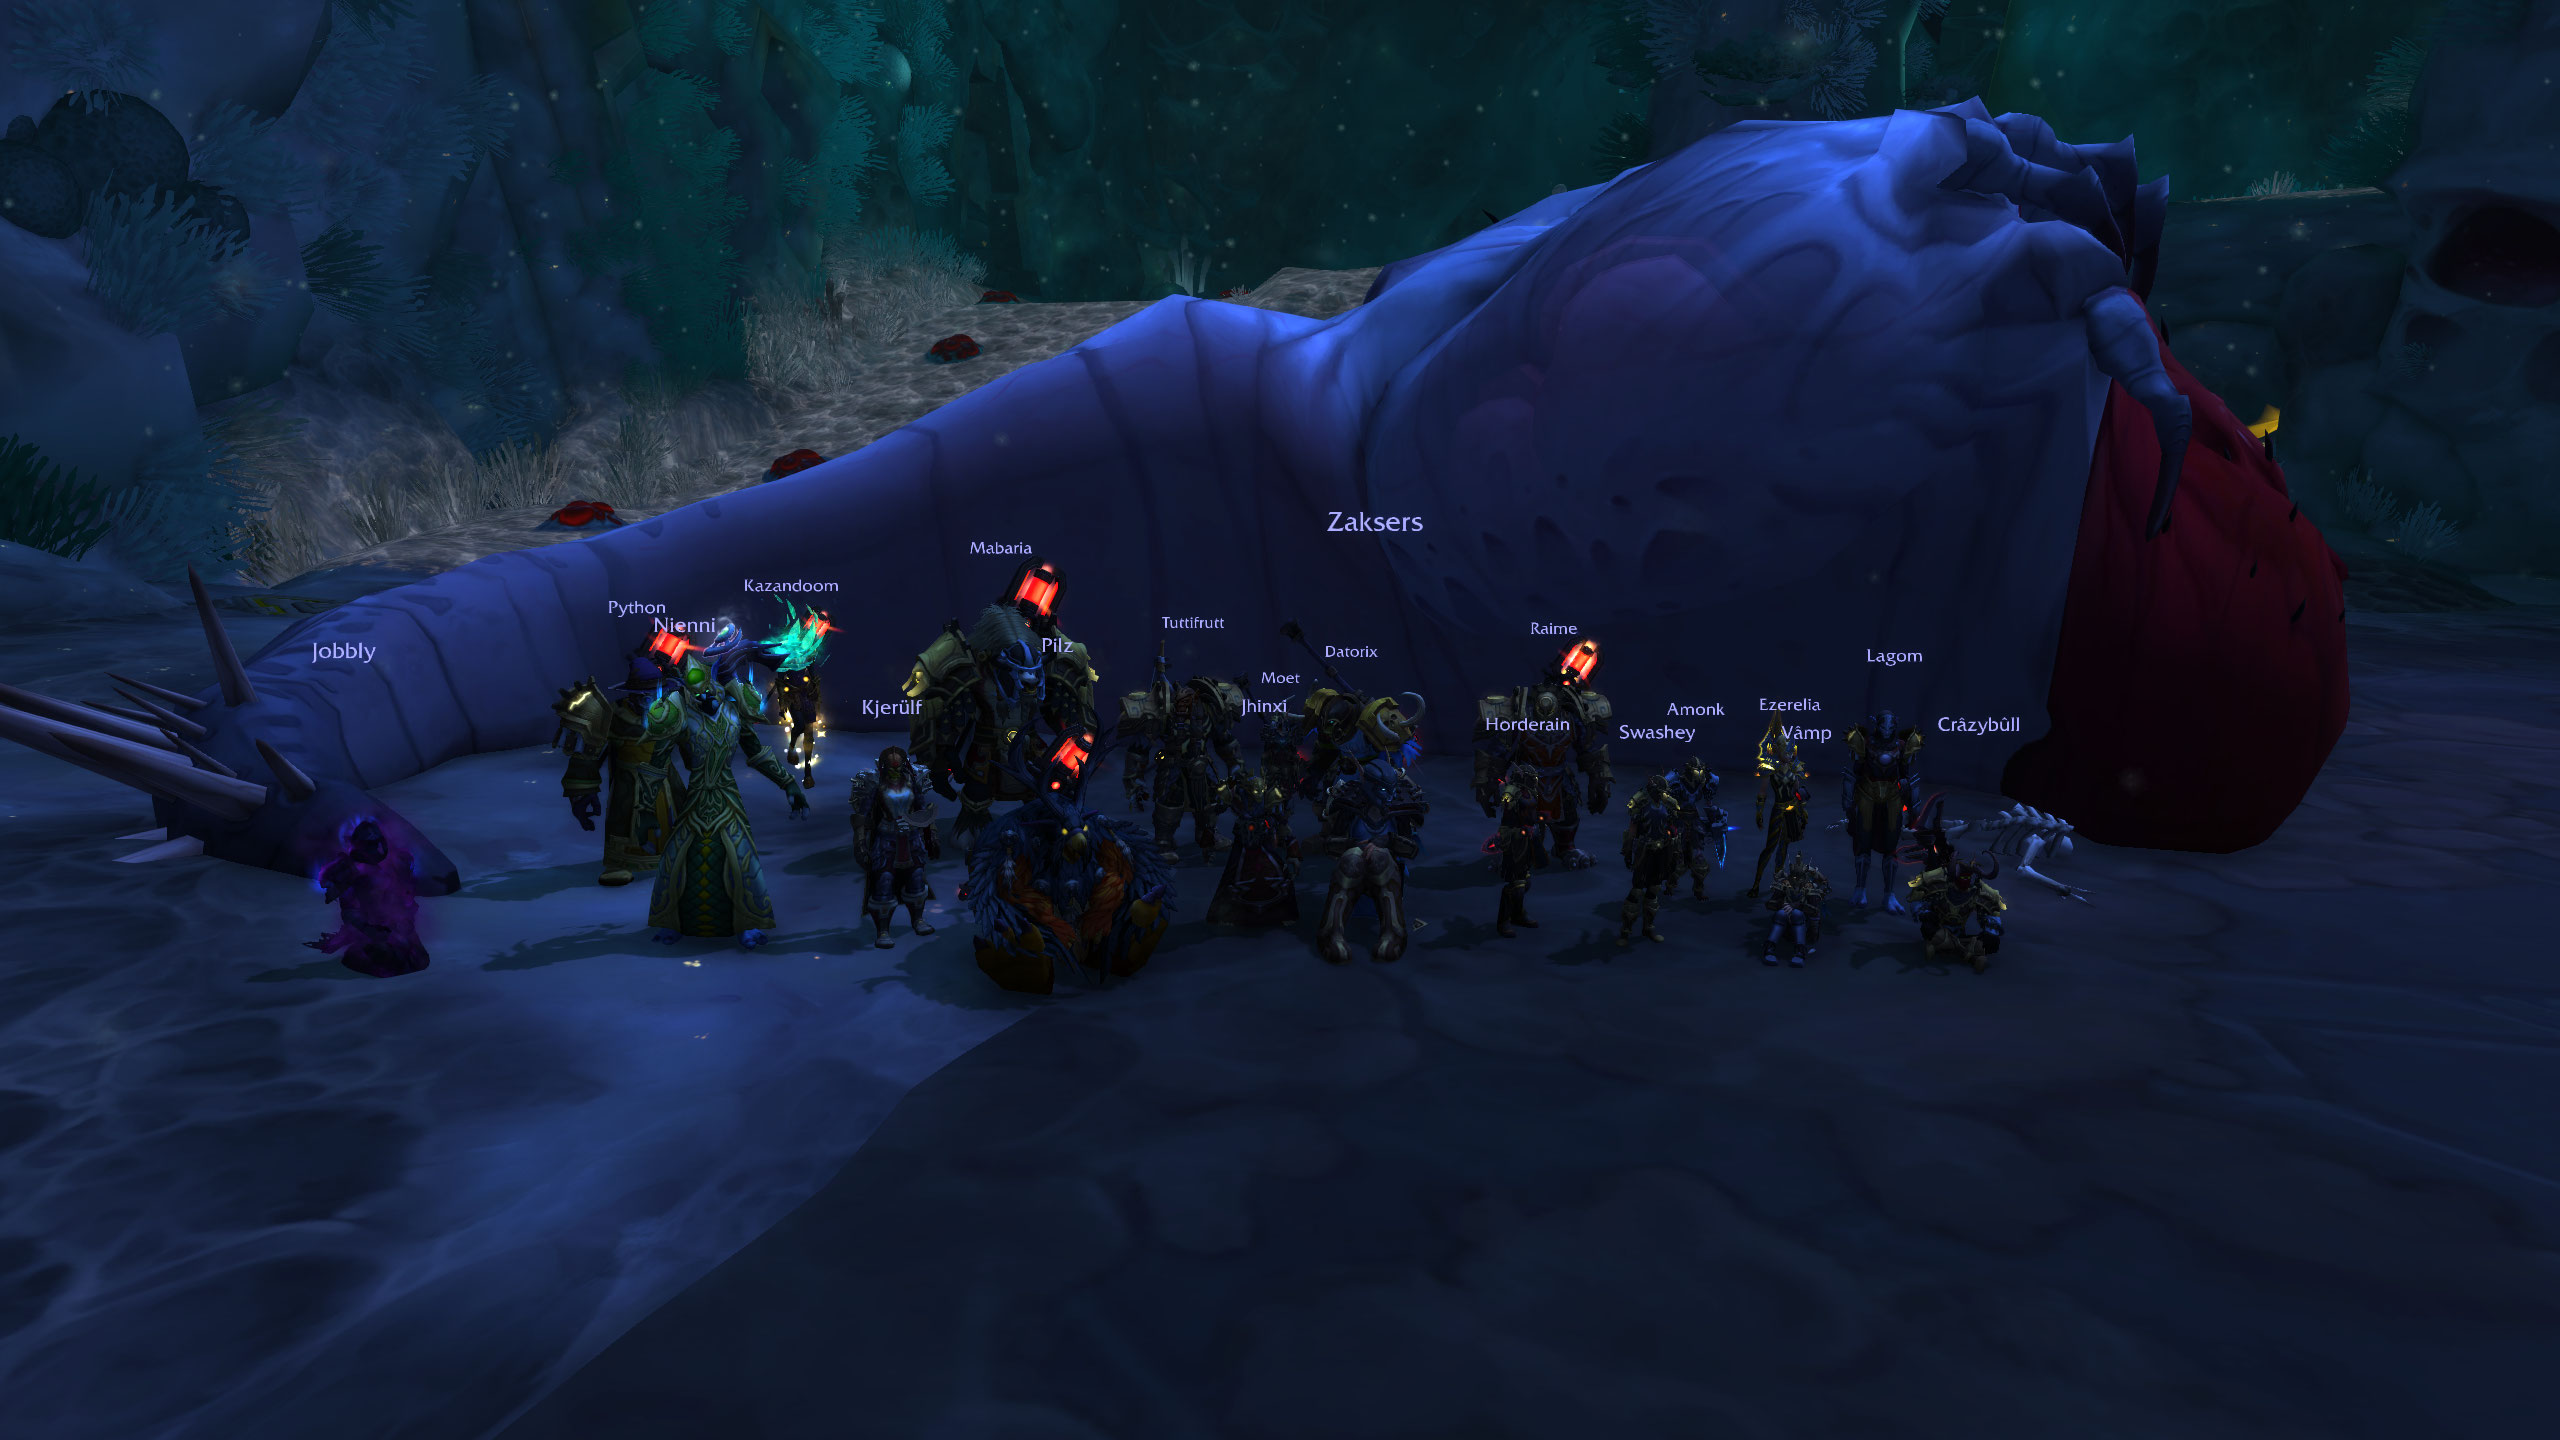 Zaksers
Mabaria
Kazandoom
Python
Nienni
Tuttifrutt
Raime
Pilz
Jobbly
Datorix
Lagom
Moet
Kjerülf
Jhinxi
Ezerelia
Amonk
Horderain
Crâzybûll
Swashey
Vâmp